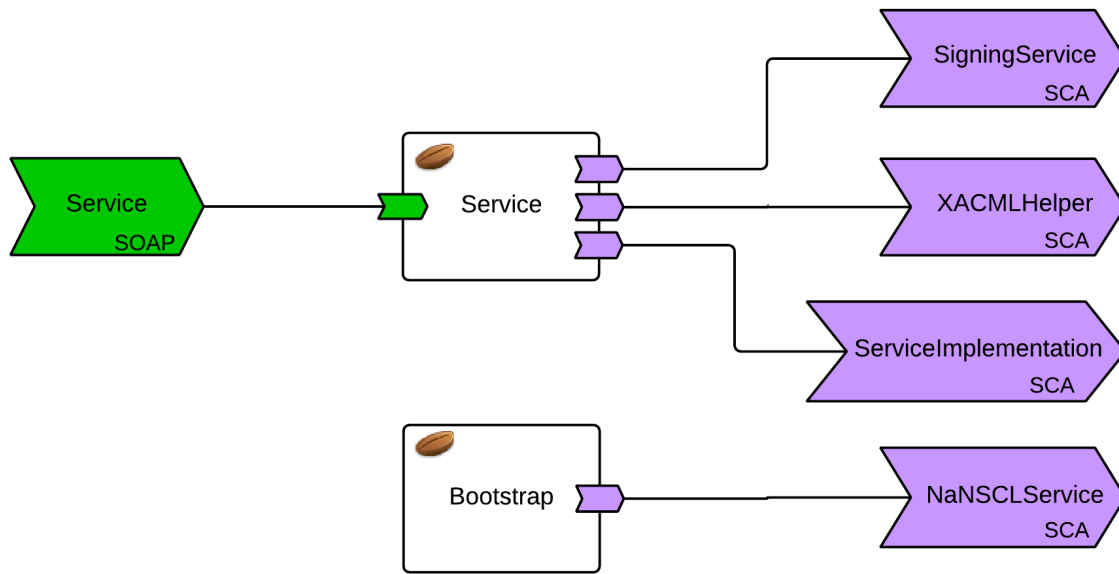 SigningService
SCA
Service
SOAP
Service
XACMLHelper
SCA
ServiceImplementation
SCA
Bootstrap
NaNSCLService
SCA